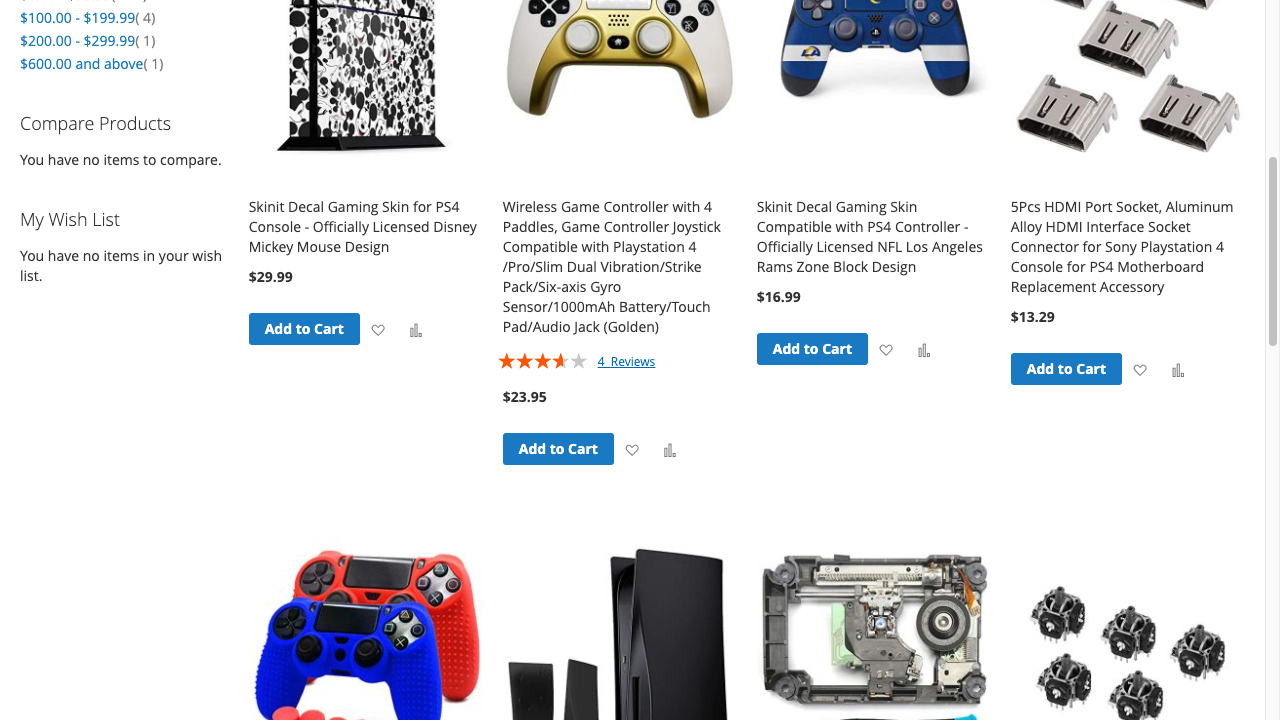 $100.00 - $199.99( 4)
$200.00 - $299.99( 1)
$600.00 and above( 1)
Compare Products
You have no items to compare.
My Wish List
You have no items in your wish
list.
Skinit Decal Gaming Skin for PS4
Console - Officially Licensed Disney
Mickey Mouse Design
$29.99
Add to Cart
Wireless Game Controller with 4
Paddles, Game Controller Joystick
Compatible with Playstation 4
/Pro/Slim Dual Vibration/Strike
Pack/Six-axis Gyro
Sensor/1000mAh Battery/Touch
Pad/Audio Jack (Golden)
4 Reviews
$23.95
Add to Cart
Skinit Decal Gaming Skin
Compatible with PS4 Controller -
Officially Licensed NFL Los Angeles
Rams Zone Block Design
$16.99
Add to Cart
5Pcs HDMI Port Socket, Aluminum
Alloy HDMI Interface Socket
Connector for Sony Playstation 4
Console for PS4 Motherboard
Replacement Accessory
$13.29
Add to Cart